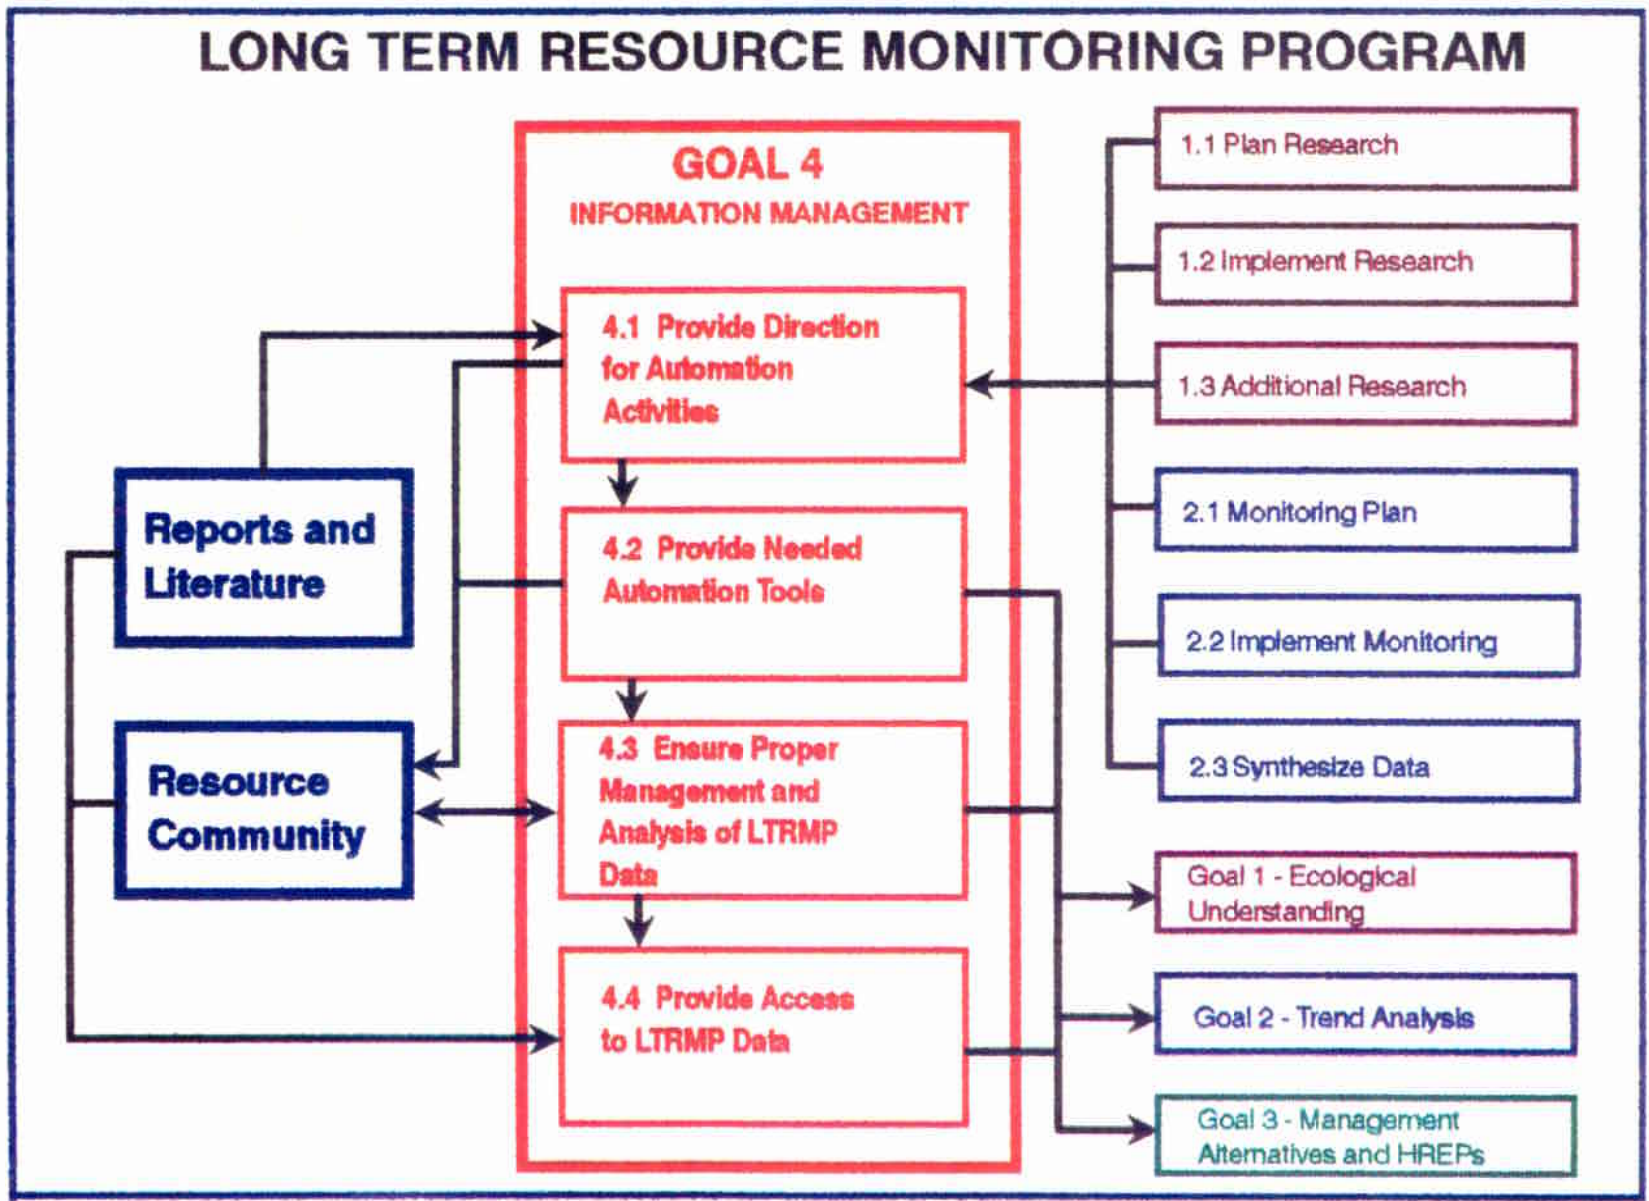 LONG TERM RESOURCE MONITORING PROGRAM
GOAL 4
INFORMATION MANAGEMENT
4.1 Provide Direction
for Automation
Activities
4.2 Provide Needed
Automation Tools
4.3 Ensure Proper
Management and
Analysis of LTRMP
Data
4.4 Provide Access
to LTRMP Data
Reports and
Literature
Resource
Community
1.1 Plan Research
1.2 Implement Research
1.3 Additional Research
2.1 Monitoring Plan
2.2 Implement Monitoring
2.3 Synthesize Data
Goal 1 - Ecological
Understanding
Goal 2 - Trend Analysis
Goal 3 - Management
Alternatives and HREPs